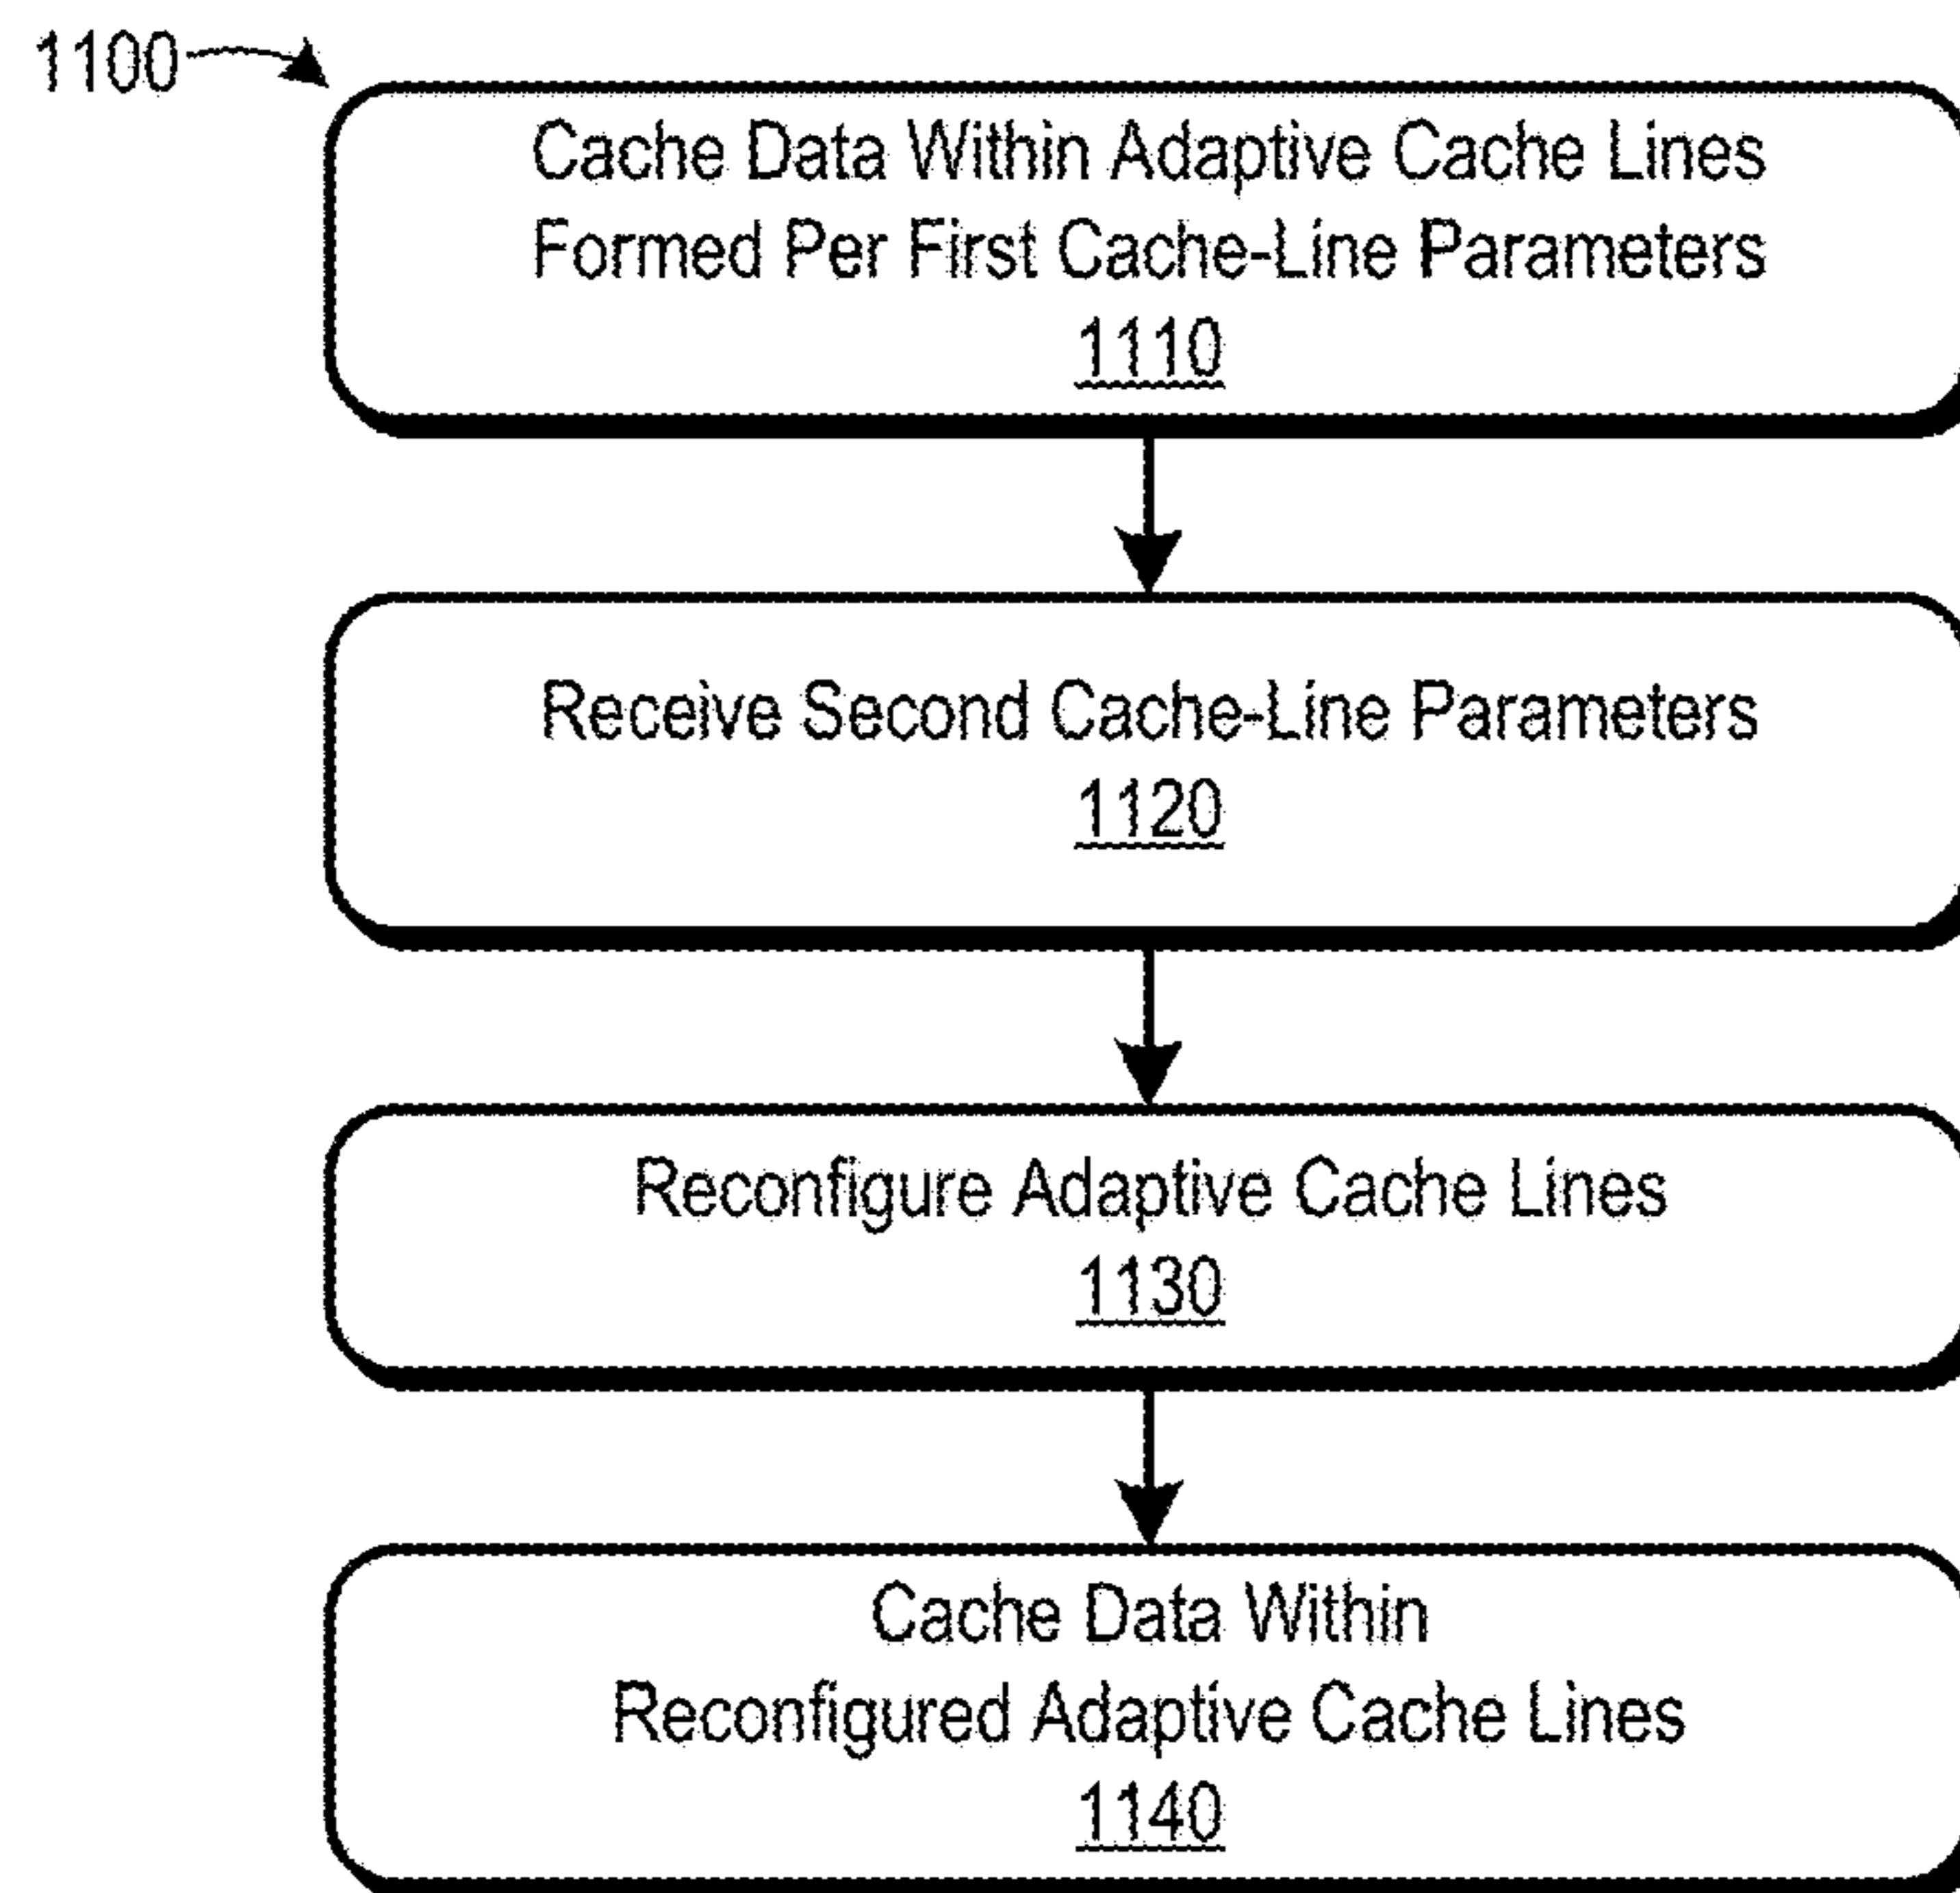 1100
Cache Data Within Adaptive Cache Lines
Formed Per First Cache-Line Parameters
1110
Receive Second Cache-Line Parameters
1120
Reconfigure Adaptive Cache Lines
1130
Cache Data Within
Reconfigured Adaptive Cache Lines
1140